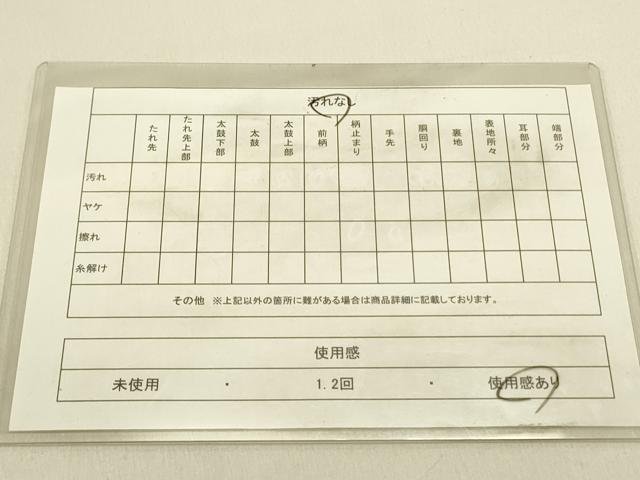 汚れなし
たれ先 たれ先上部 太鼓下部 太鼓 太鼓上部 前柄 柄止まり 手先 胴回り 裏地 表地所々 耳部分 端部分
汚れ
ヤケ
擦れ
糸解け
その他 ※上記以外の箇所に難がある場合は商品詳細に記載しております。
使用感
未使用 ・ 1.2回 ・ 使用感あり